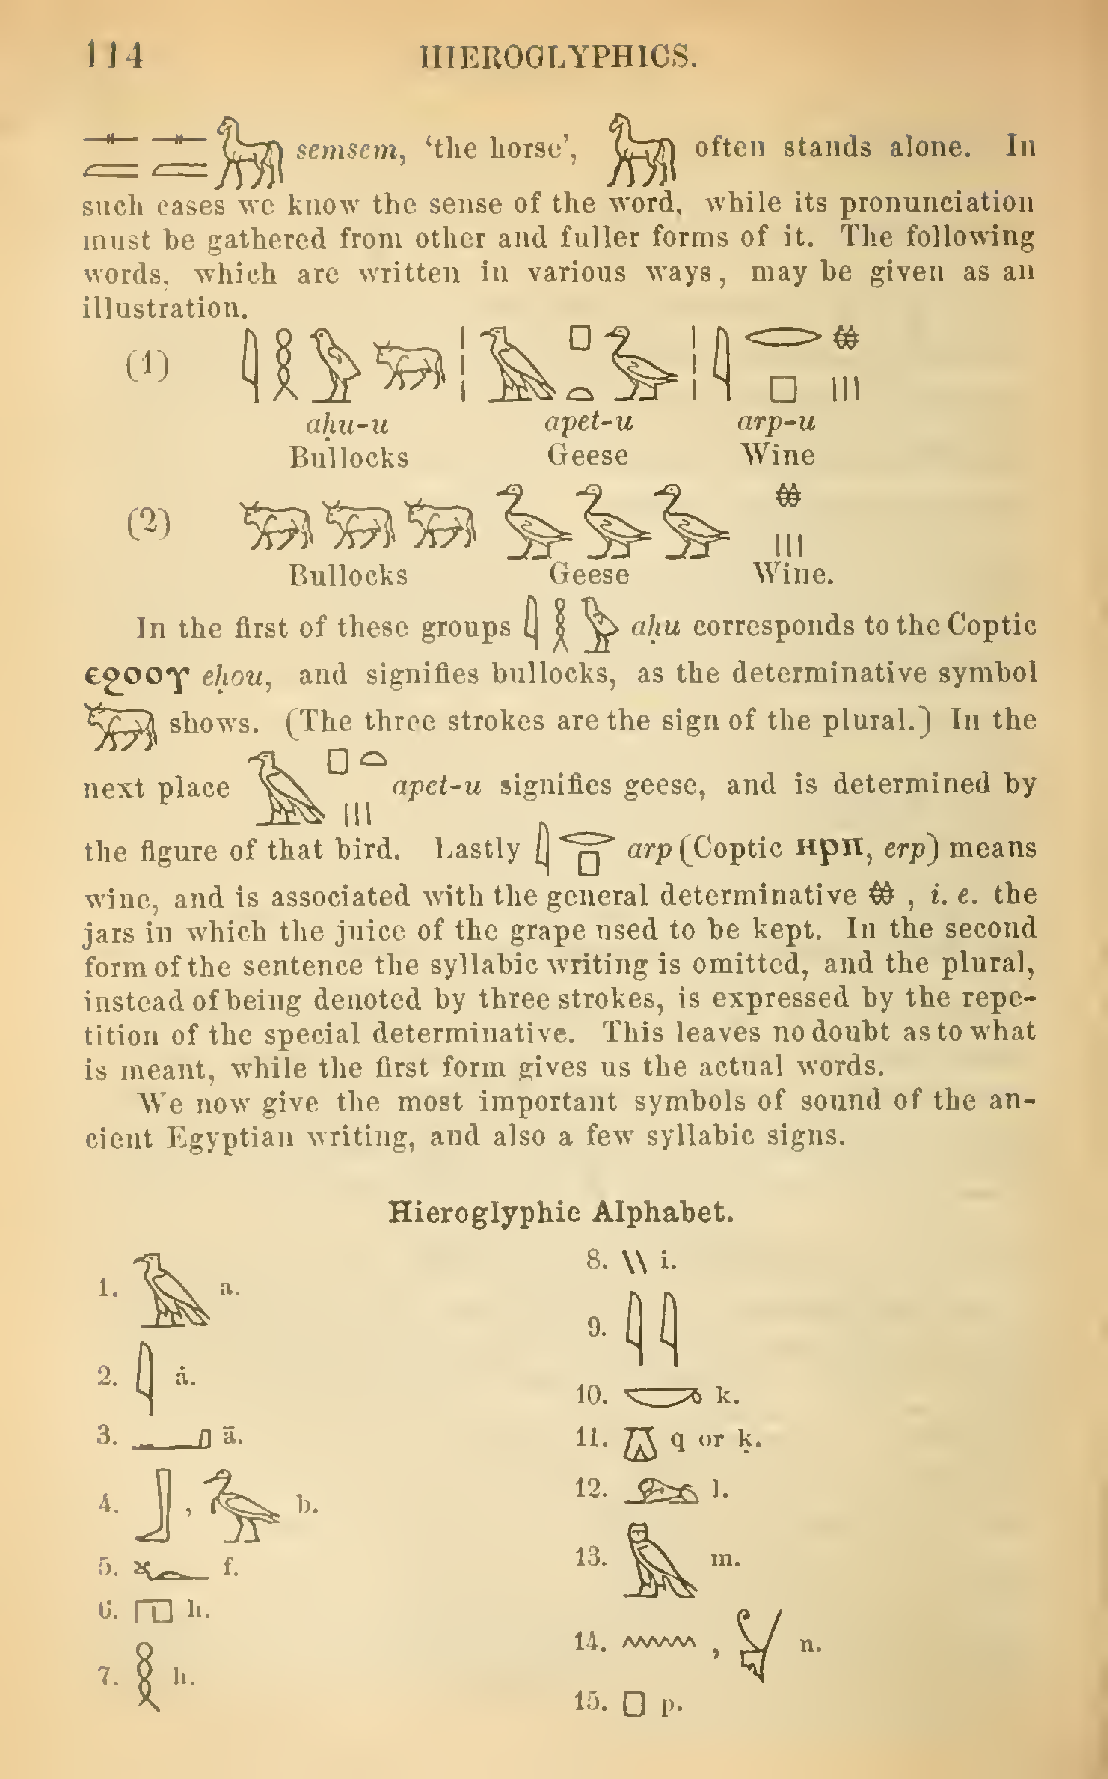 114 HIEROGLYPHICS.
semsem, ‘the horse’, often stands alone. In
such cases we know the sense of the word, while its pronunciation
must be gathered from other and fuller forms of it. The following
words, which are written in various ways, may be given as an
illustration.
(1)
aḥu-u apet-u arp-u
Bullocks Geese Wine
(2)
Bullocks Geese Wine.
In the first of these groups aḥu corresponds to the Coptic
ⲉϩⲟⲟⲩ eḥou, and signifies bullocks, as the determinative symbol
shows. (The three strokes are the sign of the plural.) In the
next place apet-u signifies geese, and is determined by
the figure of that bird. Lastly arp (Coptic ⲏⲣⲡ, erp) means
wine, and is associated with the general determinative , i. e. the
jars in which the juice of the grape used to be kept. In the second
form of the sentence the syllabic writing is omitted, and the plural,
instead of being denoted by three strokes, is expressed by the repe-
tition of the special determinative. This leaves no doubt as to what
is meant, while the first form gives us the actual words.
We now give the most important symbols of sound of the an-
cient Egyptian writing, and also a few syllabic signs.
Hieroglyphic Alphabet.
1. a.
2. ȧ.
3. ā.
4. , b.
5. f.
6. h.
7. h.
8. \\ i.
9.
10. k.
11. q or ḳ.
12. l.
13. m.
14. , n.
15. p.